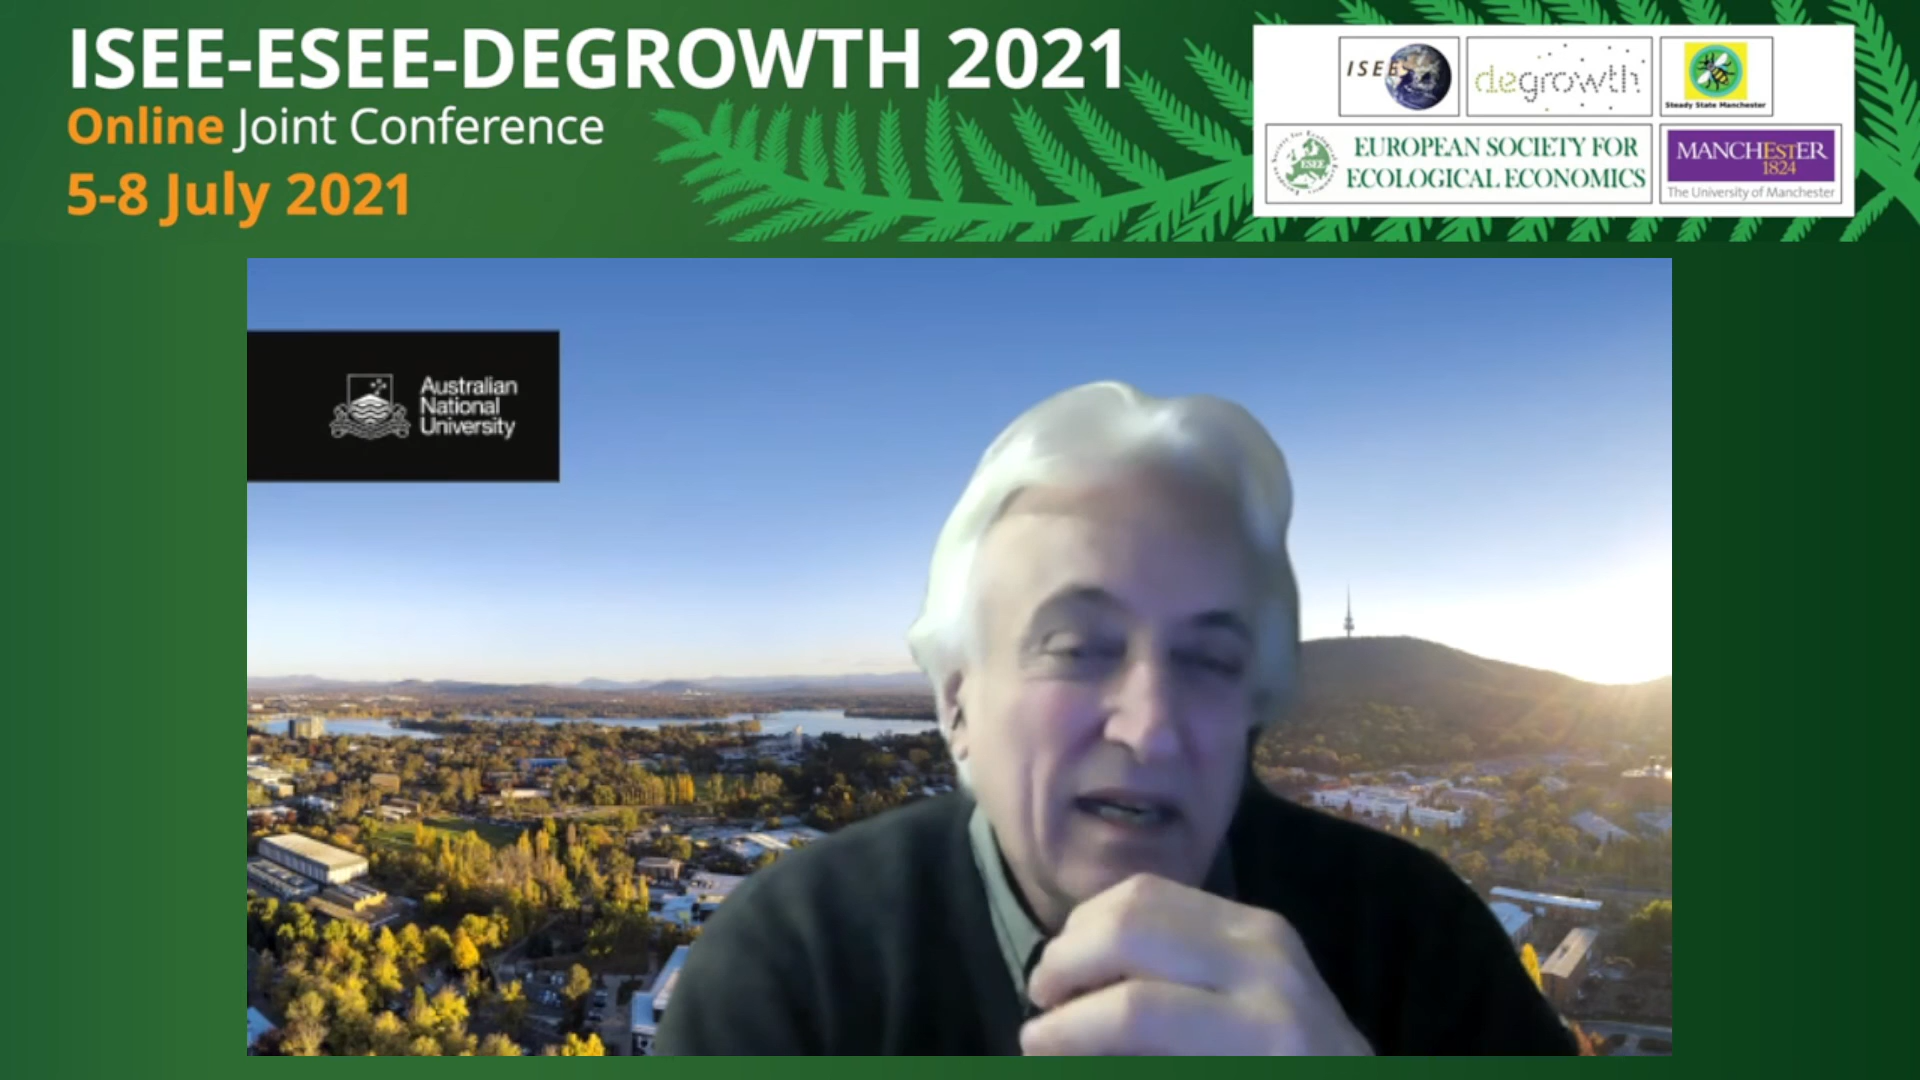 ISEE-ESEE-DEGROWTH 2021
Online Joint Conference
5-8 July 2021
ISEE
degrowth
Steady State Manchester
ESEE
EUROPEAN SOCIETY FOR
ECOLOGICAL ECONOMICS
MANCHESTER
1824
The University of Manchester
Australian
National
University